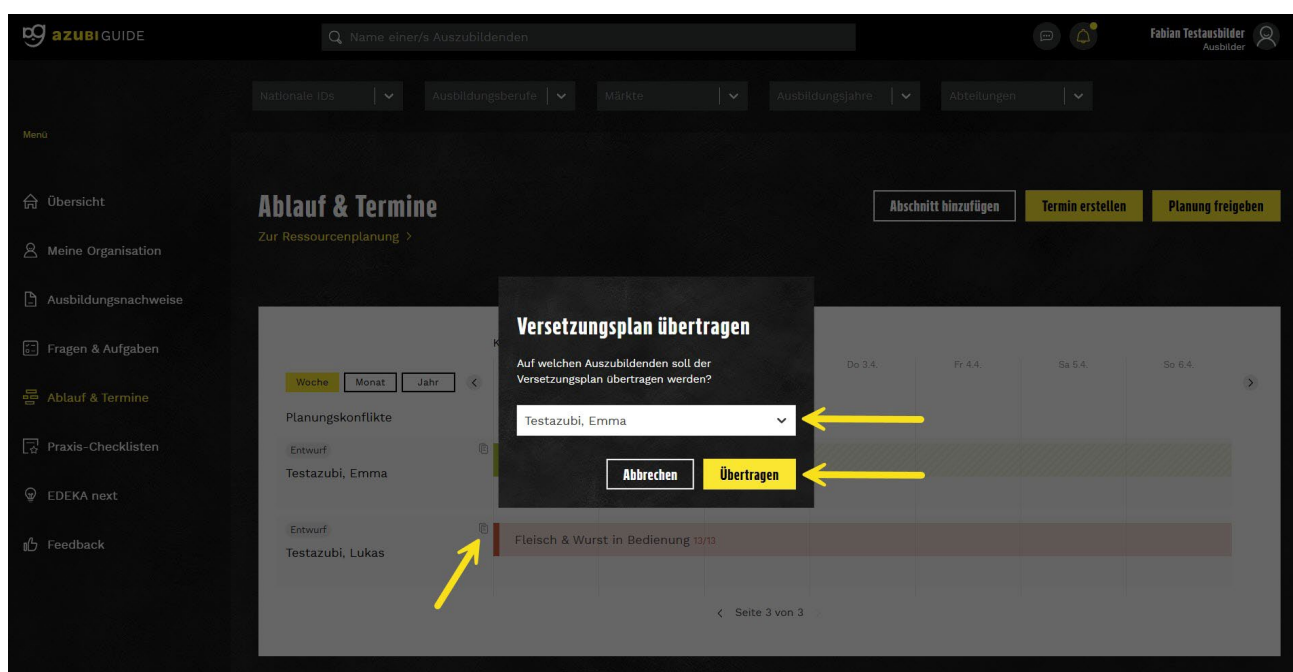 azubiGUIDE
Name einer/s Auszubildenden
Fabian Testausbilder
Ausbilder
Nationale IDs
Ausbildungsberufe
Märkte
Ausbildungsjahre
Abteilungen
Menü
Übersicht
Meine Organisation
Ausbildungsnachweise
Fragen & Aufgaben
Ablauf & Termine
Praxis-Checklisten
EDEKA next
Feedback
Ablauf & Termine
Zur Ressourcenplanung >
Abschnitt hinzufügen
Termin erstellen
Planung freigeben
Versetzungsplan übertragen
Auf welchen Auszubildenden soll der
Versetzungsplan übertragen werden?
Testazubi, Emma
Abbrechen
Übertragen
Do 3.4.
Fr 4.4.
Sa 5.4.
So 6.4.
Woche
Monat
Jahr
Planungskonflikte
Entwurf
Testazubi, Emma
Entwurf
Testazubi, Lukas
Fleisch & Wurst in Bedienung 13/13
< Seite 3 von 3 >